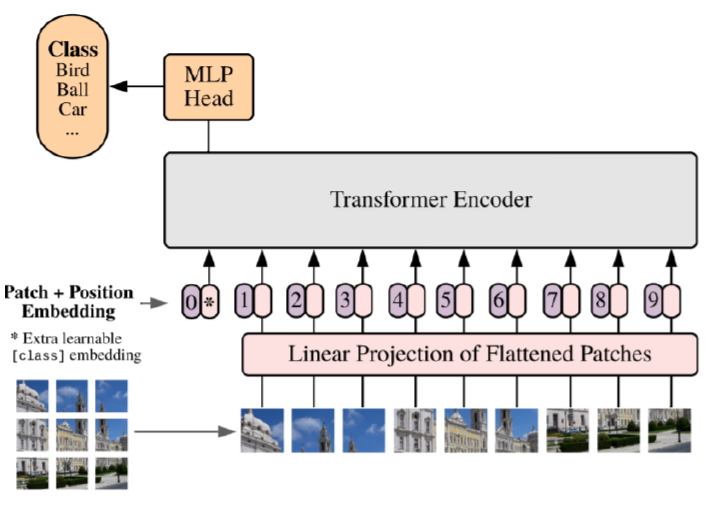 Class
Bird
Ball
Car
...
MLP
Head
Transformer Encoder
Patch + Position
Embedding
0 * 1 2 3 4 5 6 7 8 9
* Extra learnable
[class] embedding
Linear Projection of Flattened Patches